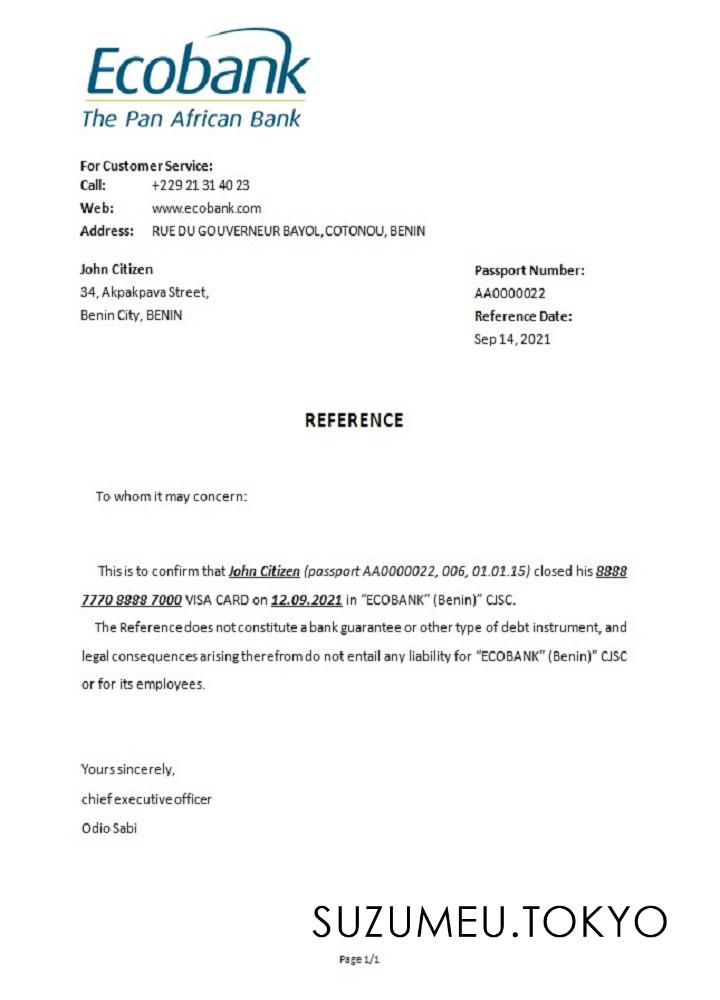 Ecobank
The Pan African Bank
For Customer Service:
Call: +229 21 31 40 23
Web: www.ecobank.com
Address: RUE DU GOUVERNEUR BAYOL, COTONOU, BENIN
John Citizen Passport Number:
34, Akpakpava Street, AA0000022
Benin City, BENIN Reference Date:
Sep 14, 2021
REFERENCE
To whom it may concern:
This is to confirm that John Citizen (passport AA0000022, 006, 01.01.15) closed his 8888
7770 8888 7000 VISA CARD on 12.09.2021 in “ECOBANK” (Benin)” CJSC.
The Reference does not constitute a bank guarantee or other type of debt instrument, and
legal consequences arising therefrom do not entail any liability for “ECOBANK” (Benin)” CJSC
or for its employees.
Yours sincerely,
chief executive officer
Odio Sabi
SUZUMEU.TOKYO
Page 1/1